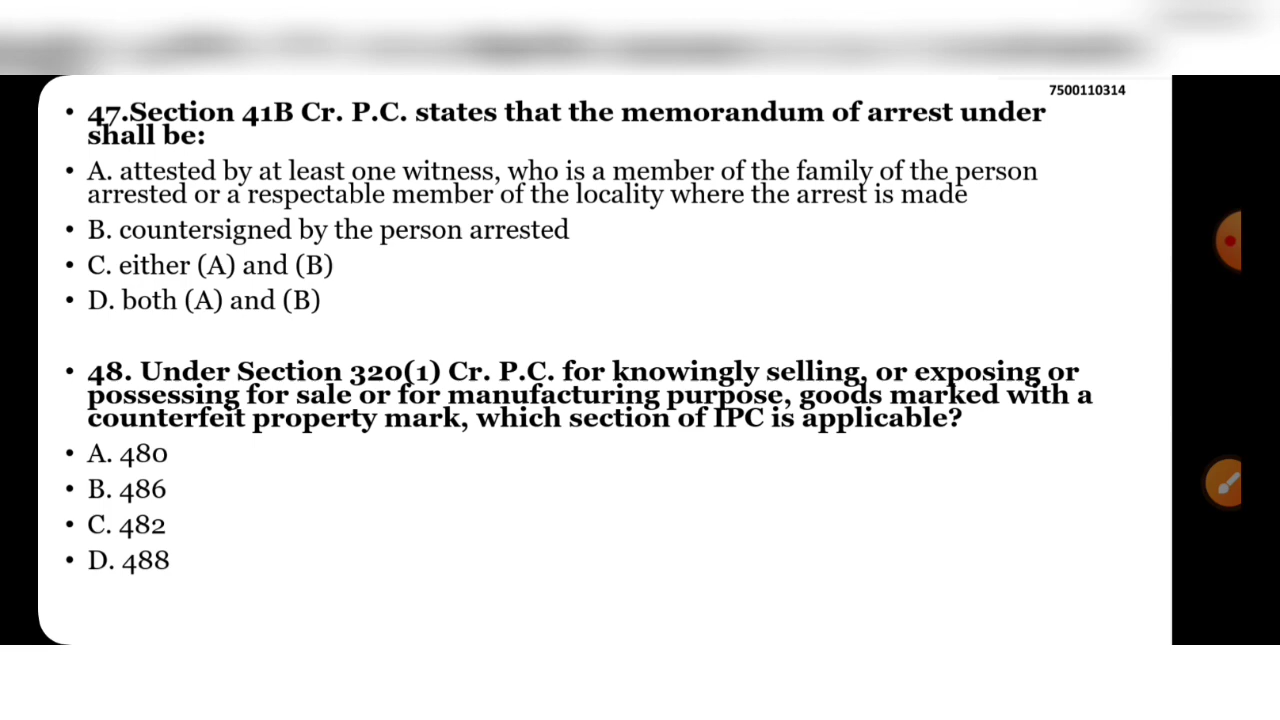 7500110314
• 47.Section 41B Cr. P.C. states that the memorandum of arrest under
shall be:
• A. attested by at least one witness, who is a member of the family of the person
arrested or a respectable member of the locality where the arrest is made
• B. countersigned by the person arrested
• C. either (A) and (B)
• D. both (A) and (B)
• 48. Under Section 320(1) Cr. P.C. for knowingly selling, or exposing or
possessing for sale or for manufacturing purpose, goods marked with a
counterfeit property mark, which section of IPC is applicable?
• A. 480
• B. 486
• C. 482
• D. 488